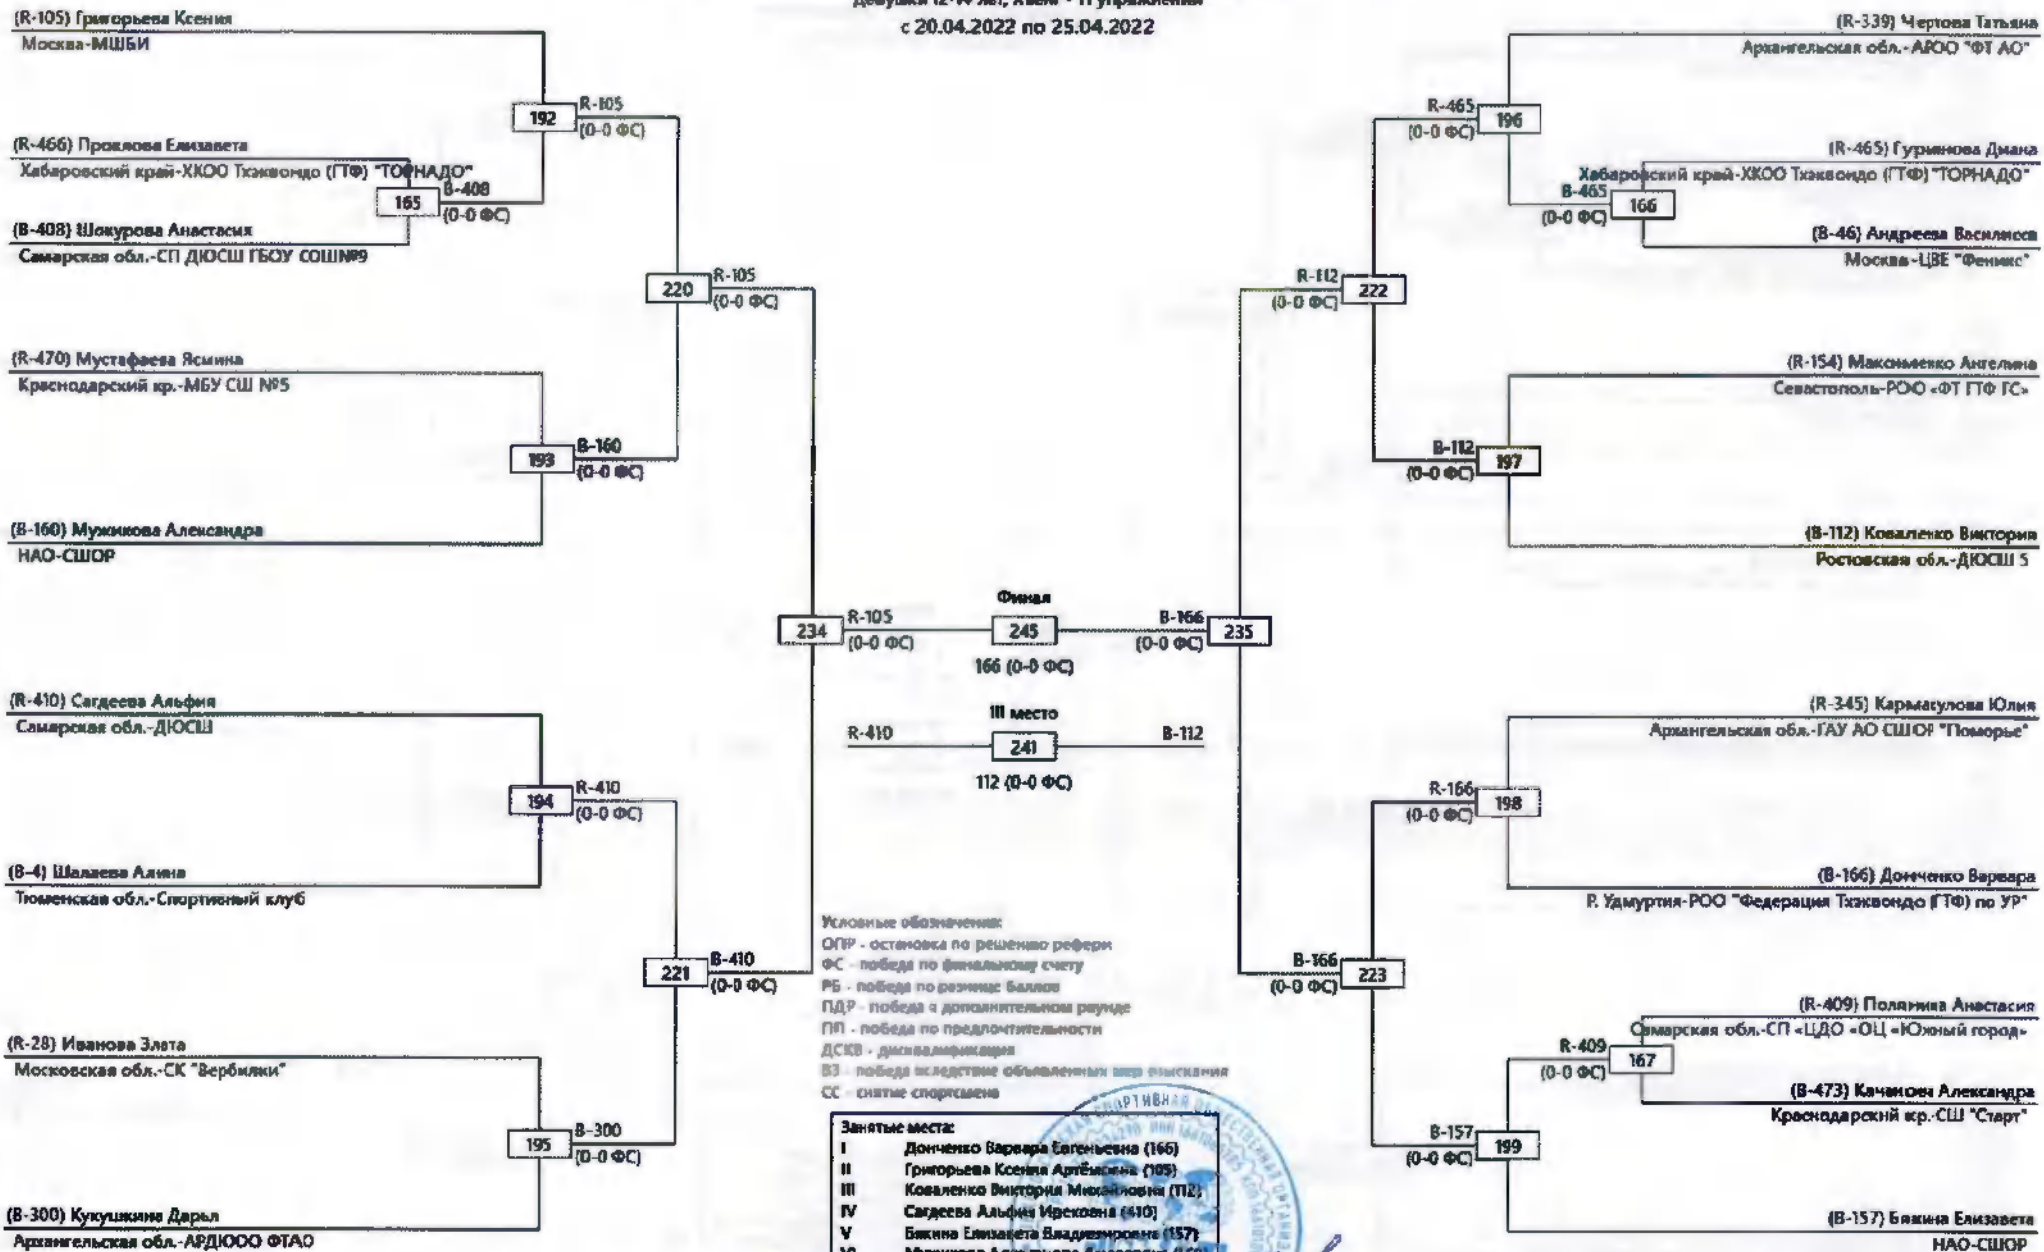 с 20.04.2022 по 25.04.2022
(R-105) Григорьева Ксения
Москва-МШБИ
192
R-105
(0-0 ФС)
(R-466) Проклова Елизавета
Хабаровский край-ХКОО Тхэквондо (ГТФ) "ТОРНАДО"
165
B-408
(0-0 ФС)
(B-408) Шокурова Анастасия
Самарская обл.-СП ДЮСШ ГБОУ СОШ№9
220
R-105
(0-0 ФС)
(R-470) Мустафаева Ясмина
Краснодарский кр.-МБУ СШ №5
193
B-160
(0-0 ФС)
(B-160) Мужикова Александра
НАО-СШОР
234
R-105
(0-0 ФС)
(R-410) Сагдеева Альфия
Самарская обл.-ДЮСШ
194
R-410
(0-0 ФС)
(B-4) Шалаева Алина
Тюменская обл.-Спортивный клуб
221
B-410
(0-0 ФС)
(R-28) Иванова Злата
Московская обл.-СК "Вербилки"
195
B-300
(0-0 ФС)
(B-300) Кукушкина Дарья
Архангельская обл.-АРДЮОО ФТАО
Финал
245
166 (0-0 ФС)
III место
R-410
241
B-112
112 (0-0 ФС)
(R-339) Чертова Татьяна
Архангельская обл.-АРОО "ФТ АО"
R-465
(0-0 ФС)
196
(R-465) Гурьянова Диана
Хабаровский край-ХКОО Тхэквондо (ГТФ) "ТОРНАДО"
B-465
(0-0 ФС)
166
(B-46) Андреева Василиса
Москва-ЦВЕ "Феникс"
R-112
(0-0 ФС)
222
(R-154) Максименко Ангелина
Севастополь-РОО «ФТ ГТФ ГС»
B-112
(0-0 ФС)
197
(B-112) Коваленко Виктория
Ростовская обл.-ДЮСШ 5
B-166
(0-0 ФС)
235
(R-345) Кармагулова Юлия
Архангельская обл.-ГАУ АО СШОР "Поморье"
R-166
(0-0 ФС)
198
(B-166) Донченко Варвара
Р. Удмуртия-РОО "Федерация Тхэквондо (ГТФ) по УР"
B-166
(0-0 ФС)
223
(R-409) Полянина Анастасия
Самарская обл.-СП «ЦДО «ОЦ «Южный город»
R-409
(0-0 ФС)
167
(B-473) Качанова Александра
Краснодарский кр.-СШ "Старт"
B-157
(0-0 ФС)
199
(B-157) Бякина Елизавета
НАО-СШОР
Условные обозначения:
ОПР - остановка по решению рефери
ФС - победа по финальному счету
РБ - победа по разнице баллов
ПДР - победа в дополнительном раунде
ПП - победа по предпочтительности
ДСКВ - дисквалификация
ВЗ - победа вследствие объявленных мер взыскания
СС - снятие спортсмена
Занятые места:
I Донченко Варвара Евгеньевна (166)
II Григорьева Ксения Артёмовна (105)
III Коваленко Виктория Михайловна (112)
IV Сагдеева Альфия Ирековна (410)
V Бякина Елизавета Владимировна (157)